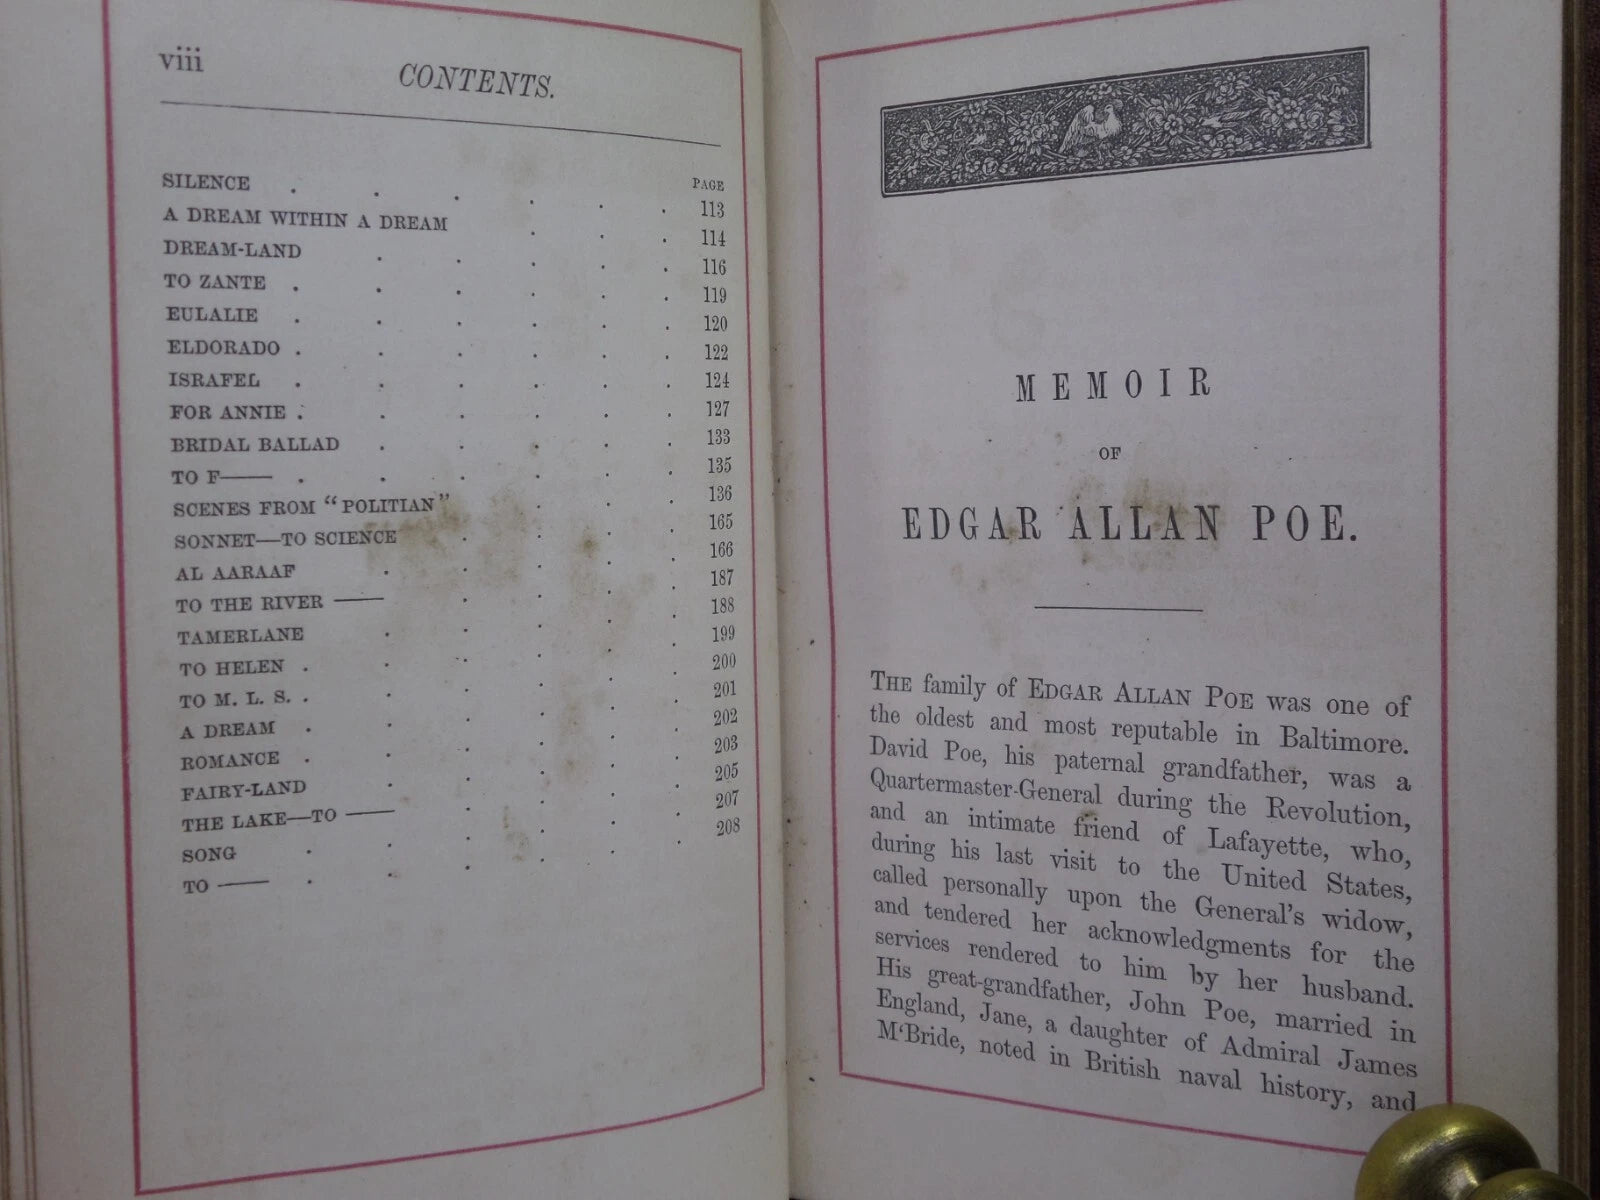 viii
CONTENTS.
PAGE
SILENCE . . . . . . 113
A DREAM WITHIN A DREAM . . . 114
DREAM-LAND . . . . . 116
TO ZANTE . . . . . . 119
EULALIE . . . . . . 120
ELDORADO . . . . . . 122
ISRAFEL . . . . . . 124
FOR ANNIE . . . . . . 127
BRIDAL BALLAD . . . . . 133
TO F—— . . . . . . 135
SCENES FROM “POLITIAN” . . . 136
SONNET—TO SCIENCE . . . . 165
AL AARAAF . . . . . 166
TO THE RIVER —— . . . . 187
TAMERLANE . . . . . 188
TO HELEN . . . . . . 199
TO M. L. S. . . . . . . 200
A DREAM . . . . . . 201
ROMANCE . . . . . . 202
FAIRY-LAND . . . . . 203
THE LAKE—TO —— . . . . 205
SONG . . . . . . 207
TO —— . . . . . . 208
MEMOIR
OF
EDGAR ALLAN POE.
THE family of EDGAR ALLAN POE was one of
the oldest and most reputable in Baltimore.
David Poe, his paternal grandfather, was a
Quartermaster-General during the Revolution,
and an intimate friend of Lafayette, who,
during his last visit to the United States,
called personally upon the General's widow,
and tendered her acknowledgments for the
services rendered to him by her husband.
His great-grandfather, John Poe, married in
England, Jane, a daughter of Admiral James
M‘Bride, noted in British naval history, and